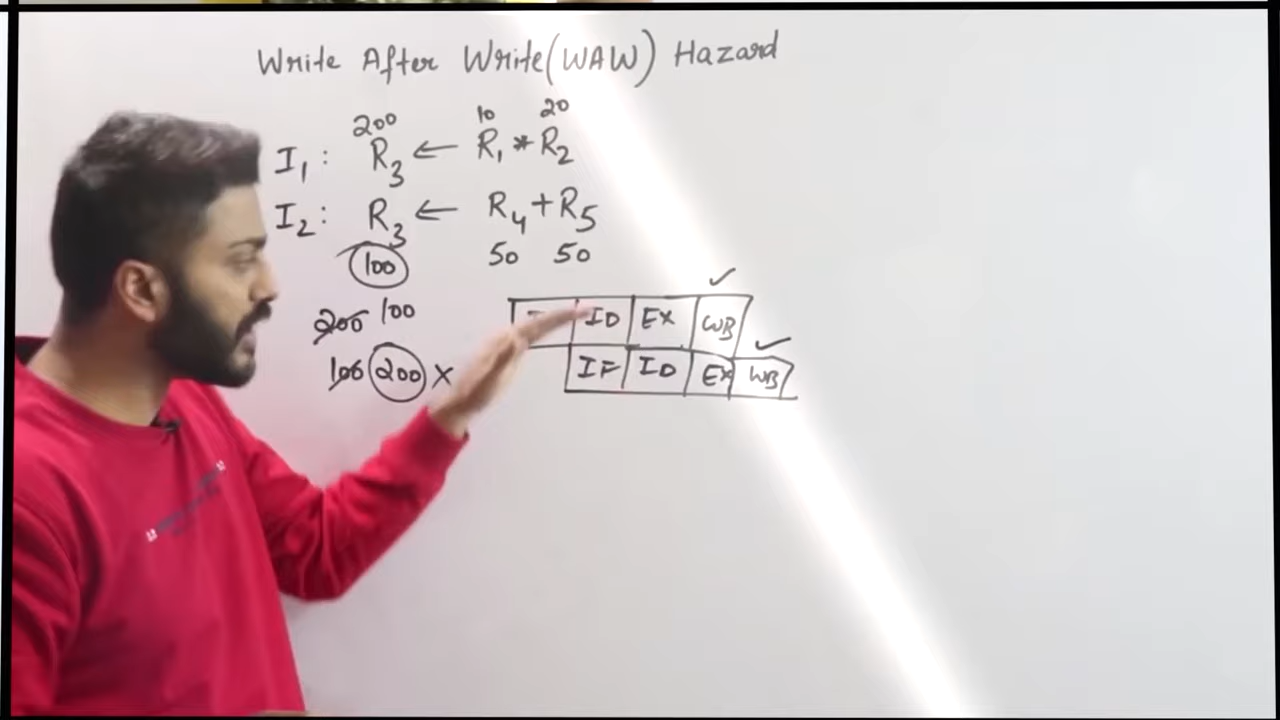 Write After Write (WAW) Hazard
200 10 20
I₁ : R₃ ← R₁ * R₂
I₂ : R₃ ← R₄ + R₅
100 50 50
200 100
100 200 ×
ID EX WB
IF ID EX WB